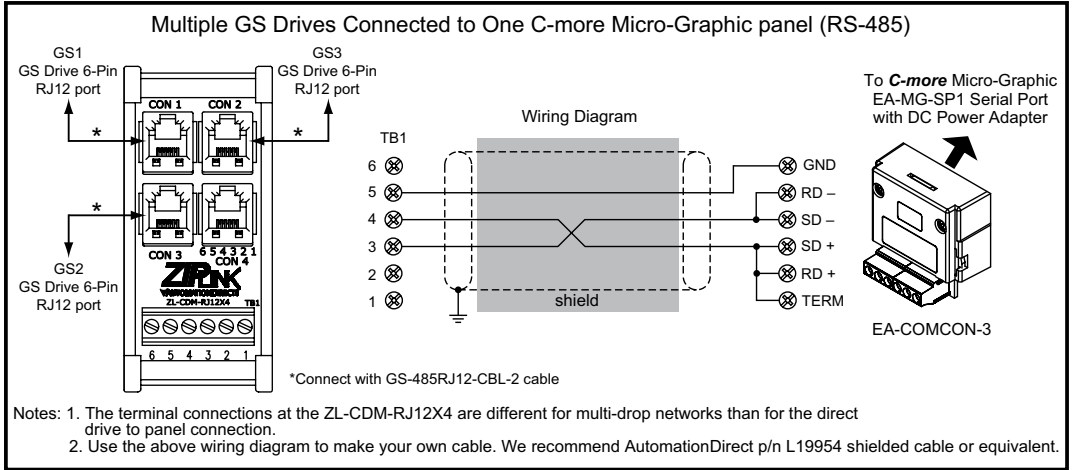 Multiple GS Drives Connected to One C-more Micro-Graphic panel (RS-485)
GS1
GS Drive 6-Pin
RJ12 port
GS3
GS Drive 6-Pin
RJ12 port
*
*
*
CON 1
CON 2
CON 3
6 5 4 3 2 1
CON 4
GS2
GS Drive 6-Pin
RJ12 port
ZIPLINK
AUTOMATIONDIRECT
ZL-CDM-RJ12X4
TB1
6 5 4 3 2 1
Wiring Diagram
TB1
6
5
4
3
2
1
shield
GND
RD –
SD –
SD +
RD +
TERM
To C-more Micro-Graphic
EA-MG-SP1 Serial Port
with DC Power Adapter
EA-COMCON-3
*Connect with GS-485RJ12-CBL-2 cable
Notes: 1. The terminal connections at the ZL-CDM-RJ12X4 are different for multi-drop networks than for the direct
drive to panel connection.
2. Use the above wiring diagram to make your own cable. We recommend AutomationDirect p/n L19954 shielded cable or equivalent.